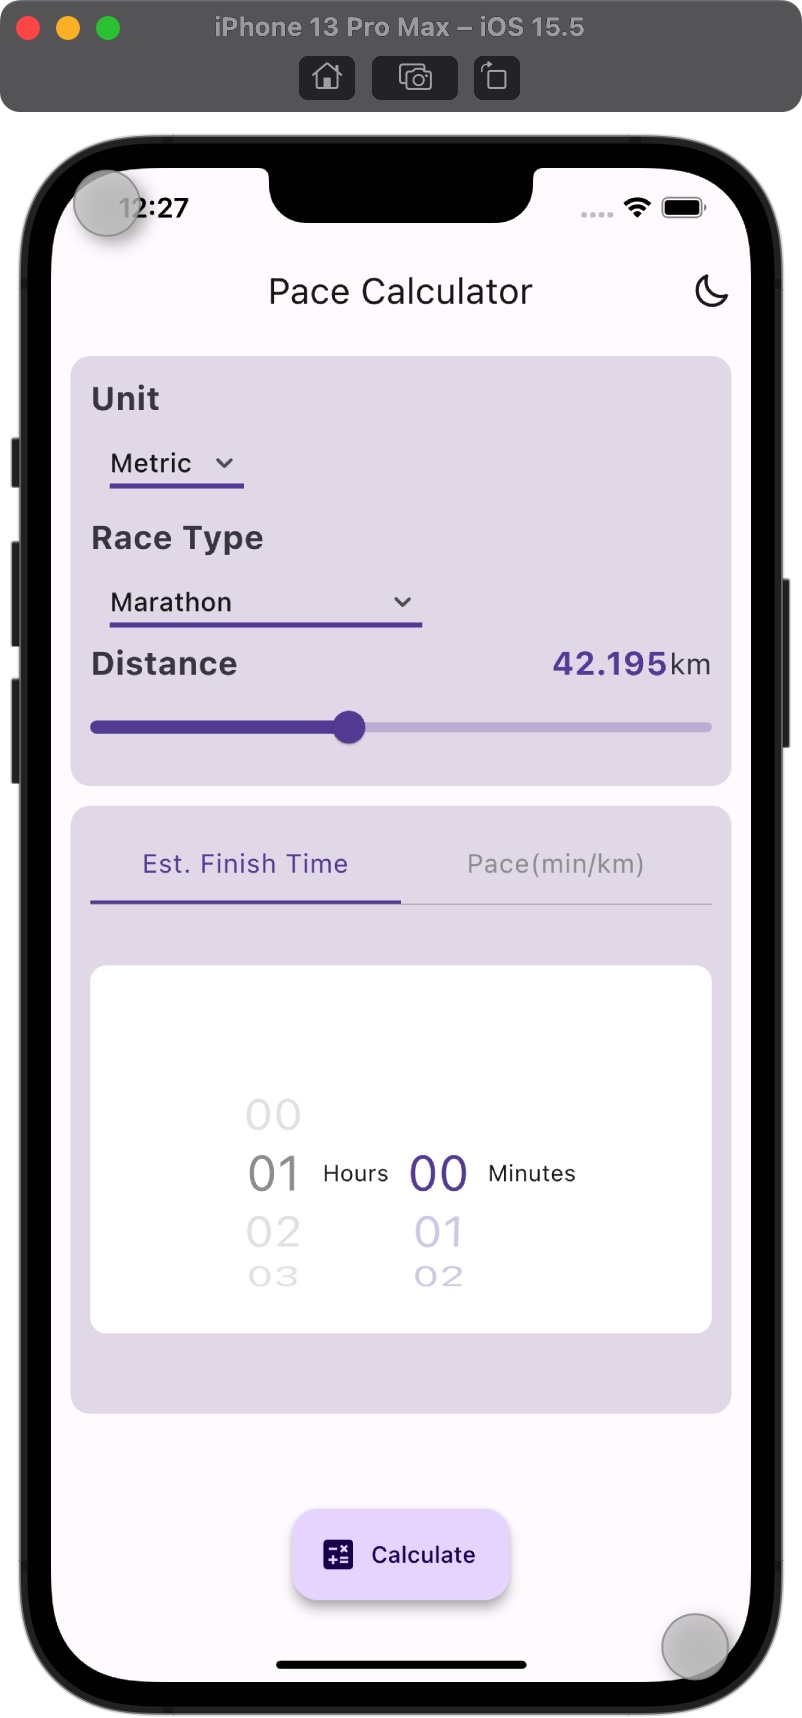 iPhone 13 Pro Max – iOS 15.5
12:27
Pace Calculator
Unit
Metric
Race Type
Marathon
Distance 42.195km
Est. Finish Time Pace(min/km)
00
01 Hours 00 Minutes
02 01
03 02
Calculate